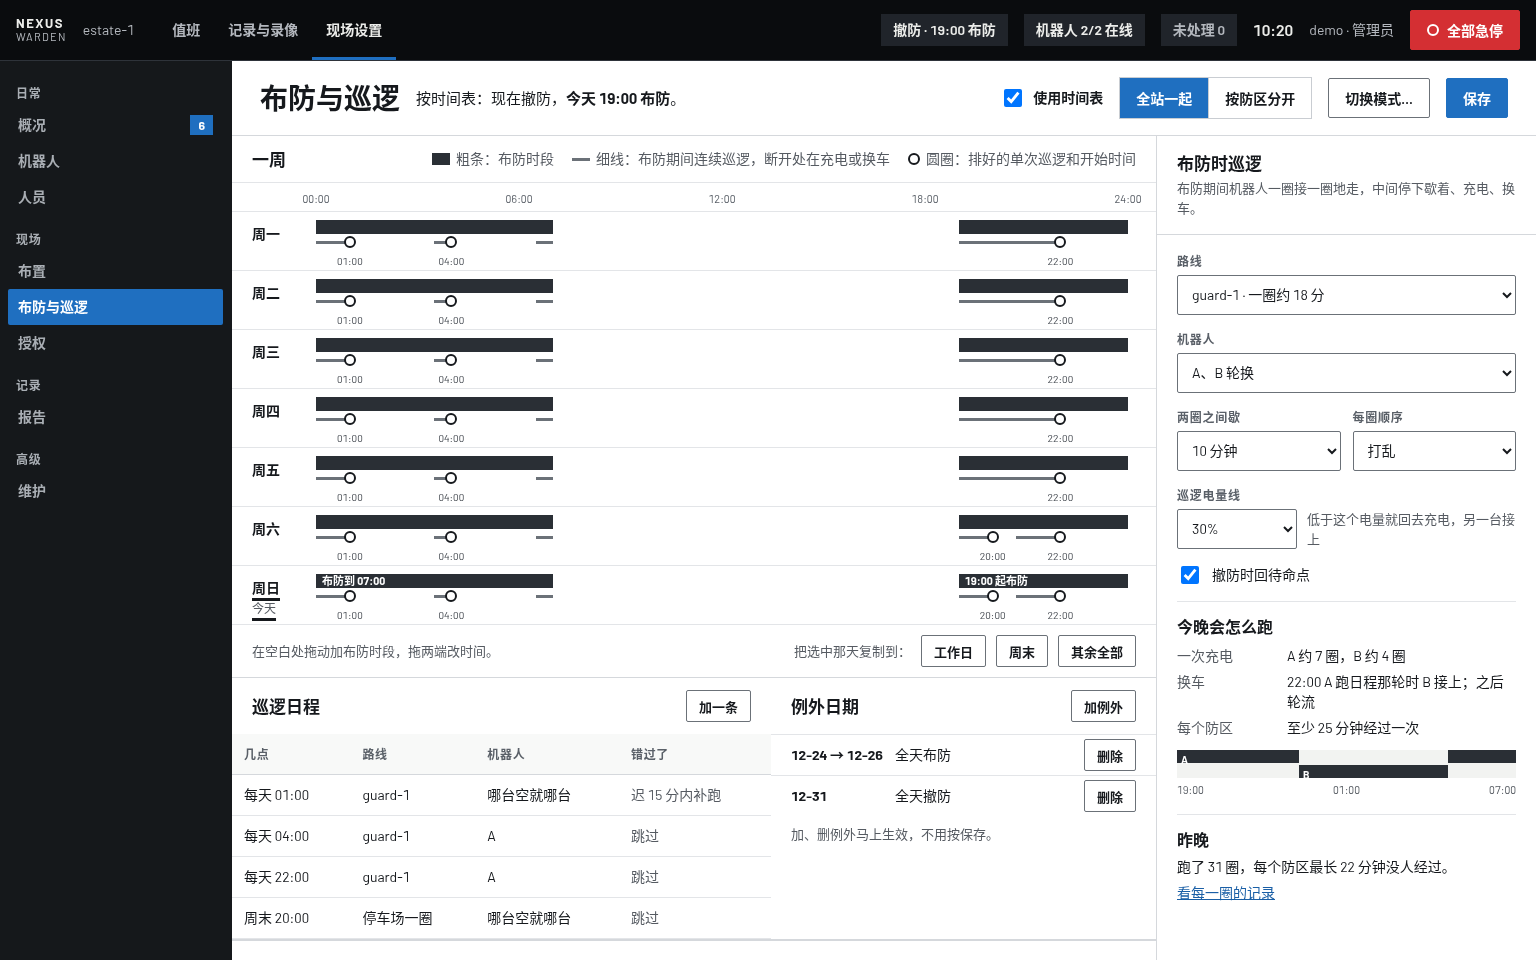 NEXUS
WARDEN
estate-1
值班
记录与录像
现场设置
撤防 · 19:00 布防
机器人 2/2 在线
未处理 0
10:20
demo · 管理员
全部急停
日常
概况
6
机器人
人员
现场
布置
布防与巡逻
授权
记录
报告
高级
维护
布防与巡逻
按时间表：现在撤防，今天 19:00 布防。
使用时间表
全站一起
按防区分开
切换模式...
保存
一周
粗条：布防时段
细线：布防期间连续巡逻，断开处在充电或换车
圆圈：排好的单次巡逻和开始时间
00:00
06:00
12:00
18:00
24:00
周一
01:00
04:00
22:00
周二
01:00
04:00
22:00
周三
01:00
04:00
22:00
周四
01:00
04:00
22:00
周五
01:00
04:00
22:00
周六
01:00
04:00
20:00
22:00
周日
今天
布防到 07:00
19:00 起布防
01:00
04:00
20:00
22:00
在空白处拖动加布防时段，拖两端改时间。
把选中那天复制到：
工作日
周末
其余全部
巡逻日程
加一条
几点
路线
机器人
错过了
每天 01:00
guard-1
哪台空就哪台
迟 15 分内补跑
每天 04:00
guard-1
A
跳过
每天 22:00
guard-1
A
跳过
周末 20:00
停车场一圈
哪台空就哪台
跳过
例外日期
加例外
12-24 → 12-26
全天布防
删除
12-31
全天撤防
删除
加、删例外马上生效，不用按保存。
布防时巡逻
布防期间机器人一圈接一圈地走，中间停下歇着、充电、换
车。
路线
guard-1 · 一圈约 18 分
机器人
A、B 轮换
两圈之间歇
每圈顺序
10 分钟
打乱
巡逻电量线
30%
低于这个电量就回去充电，另一台接
上
撤防时回待命点
今晚会怎么跑
一次充电
A 约 7 圈，B 约 4 圈
换车
22:00 A 跑日程那轮时 B 接上；之后
轮流
每个防区
至少 25 分钟经过一次
A
B
19:00
01:00
07:00
昨晚
跑了 31 圈，每个防区最长 22 分钟没人经过。
看每一圈的记录